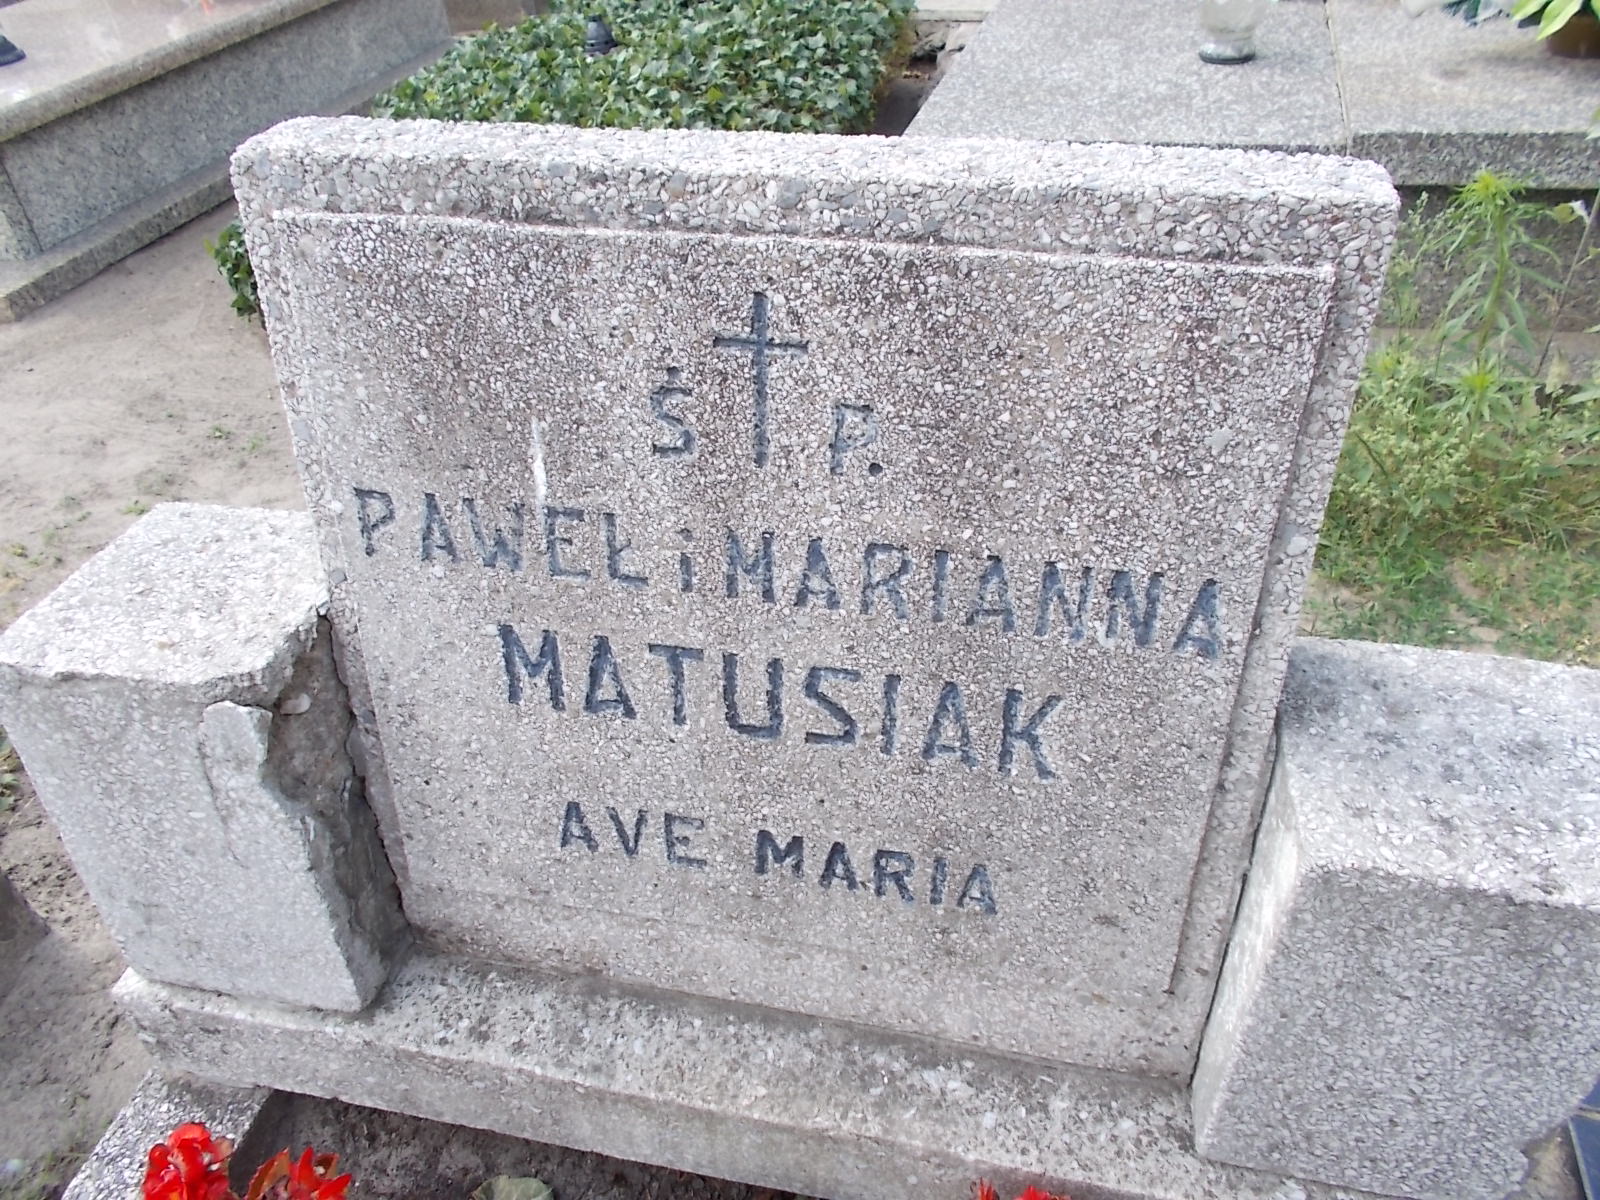 Ś P.
PAWEŁ i MARIANNA
MATUSIAK
AVE MARIA